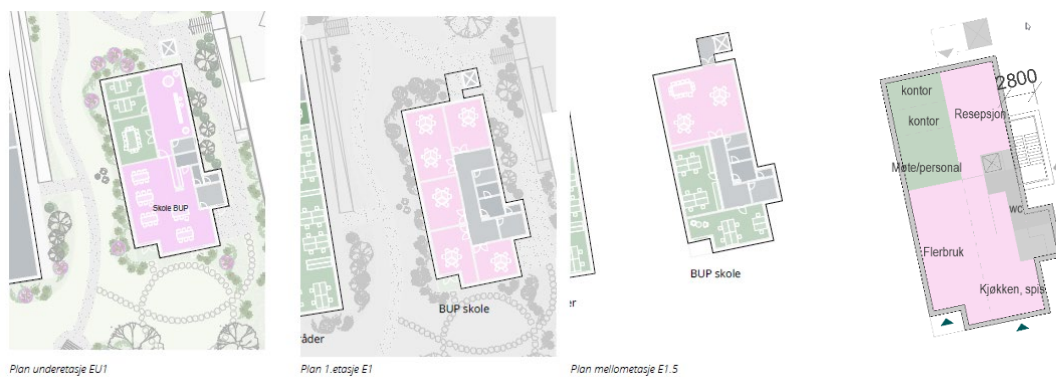 Skole BUP
Plan underetasje EU1
BUP skole
råder
Plan 1.etasje E1
BUP skole
er
Plan mellometasje E1.5
2800
kontor
Resepsjon
kontor
Møte/personal
wc
Flerbruk
Kjøkken, spis